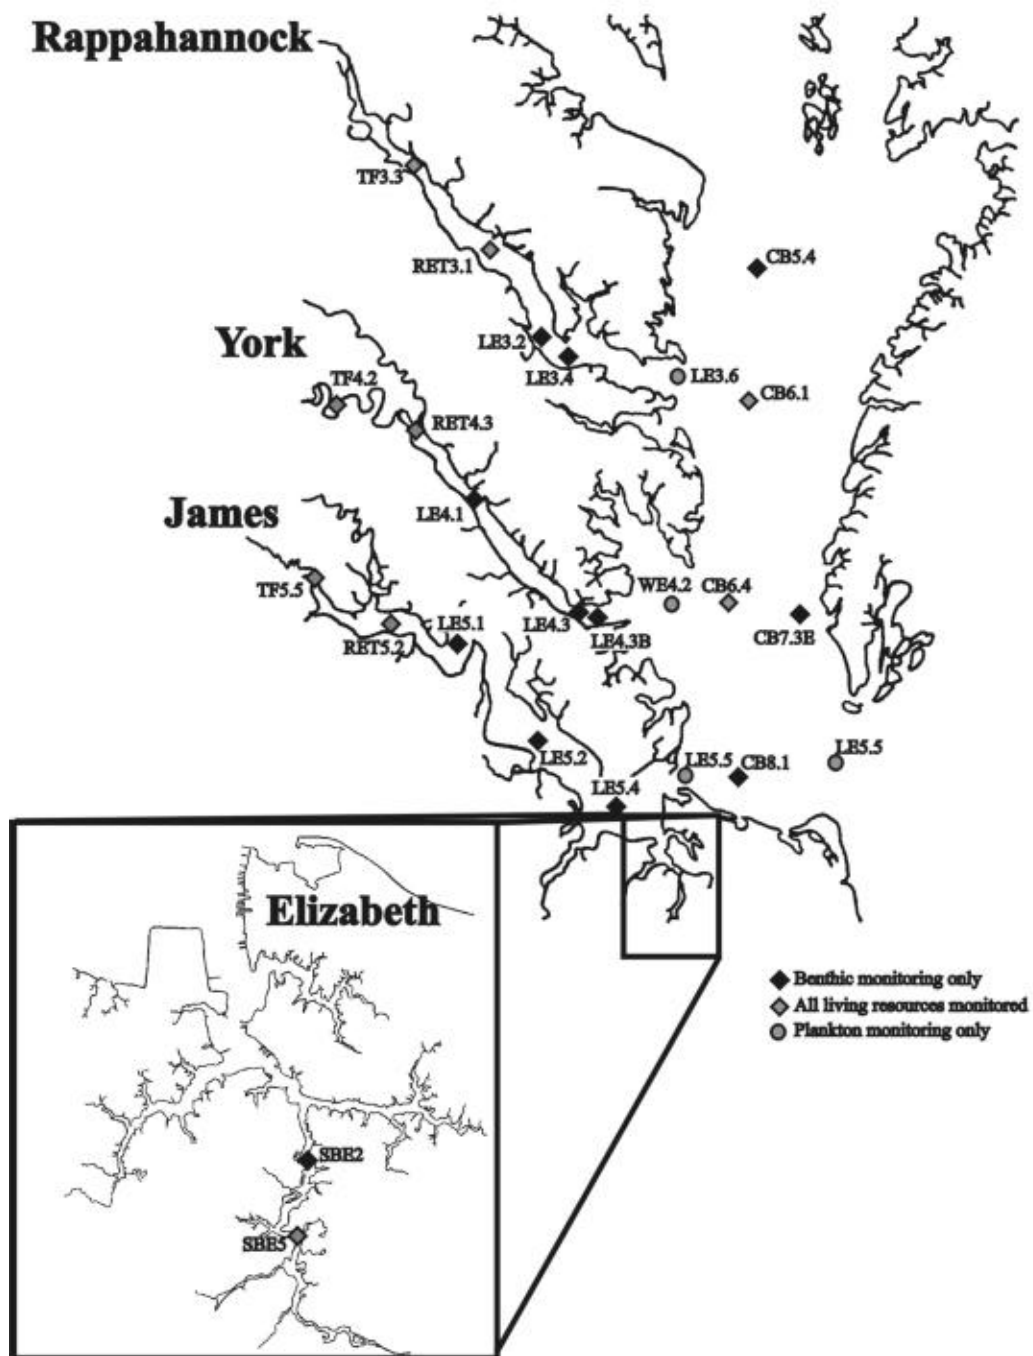 Rappahannock
TF3.3
RET3.1
CB5.4
LE3.2
LE3.4
LE3.6
CB6.1
York
TF4.2
RET4.3
LE4.1
James
TF5.5
RET5.2
LE5.1
LE4.3
LE4.3B
WE4.2
CB6.4
CB7.3E
LE5.2
LE5.4
LE5.5
CB8.1
LE5.5
Elizabeth
SBE2
SBE5
Benthic monitoring only
All living resources monitored
Plankton monitoring only